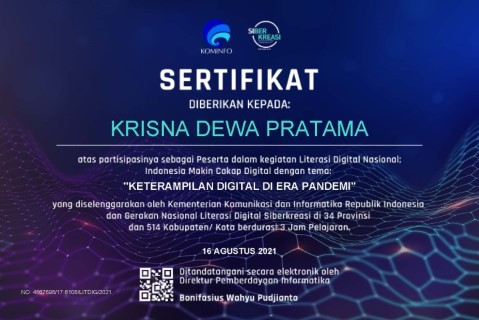 KOMINFO
SIBER KREASI
SERTIFIKAT
DIBERIKAN KEPADA:
KRISNA DEWA PRATAMA
atas partisipasinya sebagai Peserta dalam kegiatan Literasi Digital Nasional;
Indonesia Makin Cakap Digital dengan tema:
"KETERAMPILAN DIGITAL DI ERA PANDEMI"
yang diselenggarakan oleh Kementerian Komunikasi dan Informatika Republik Indonesia
dan Gerakan Nasional Literasi Digital Siberkreasi di 34 Provinsi
dan 514 Kabupaten/ Kota berdurasi 3 Jam Pelajaran.
16 AGUSTUS 2021
Ditandatangani secara elektronik oleh
Direktur Pemberdayaan Informatika
Bonifasius Wahyu Pudjianto